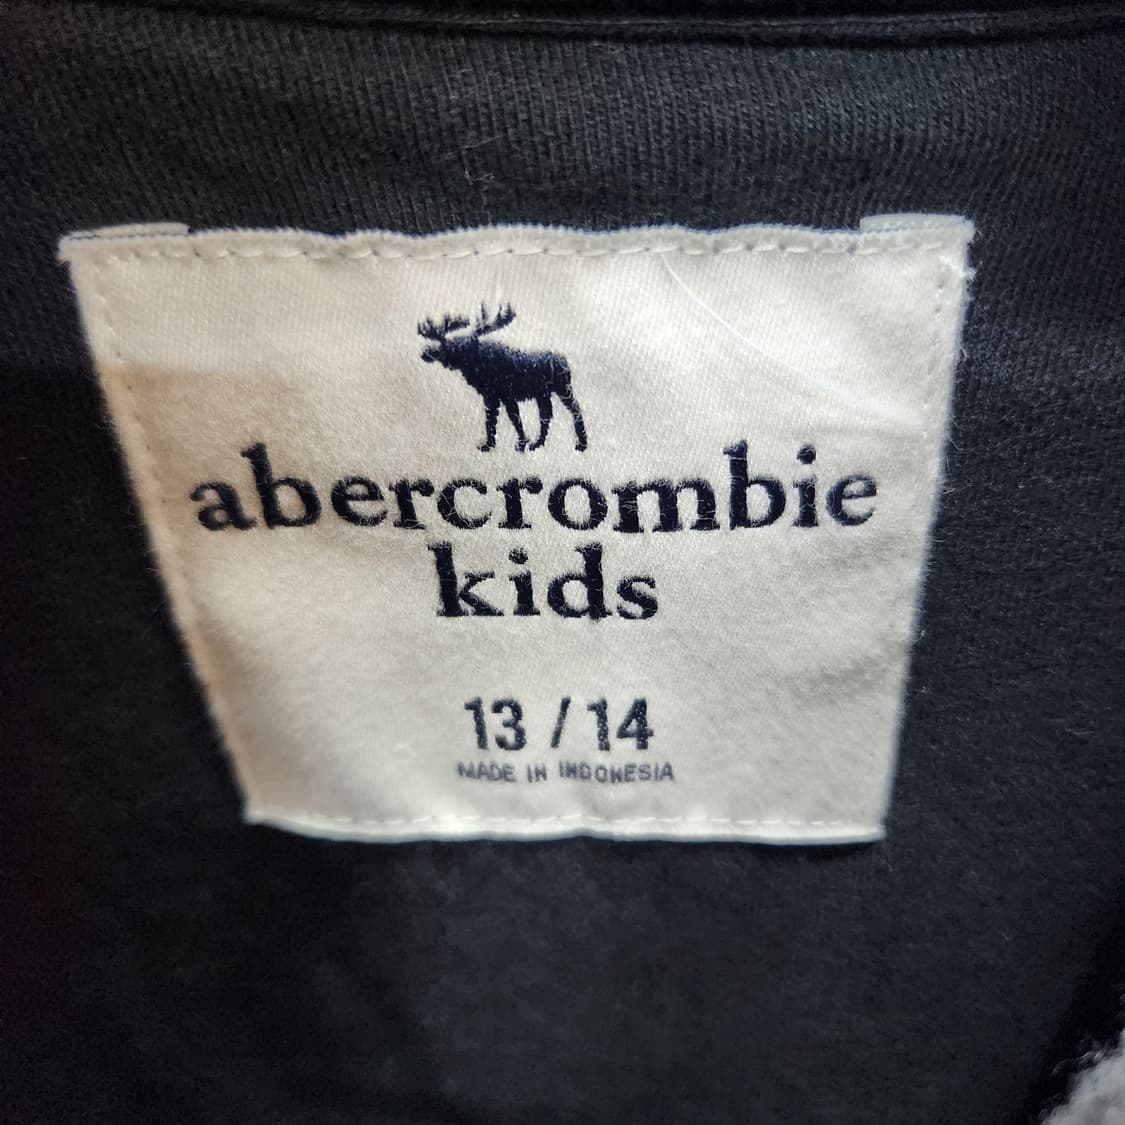 abercrombie
kids
13 / 14
MADE IN INDONESIA